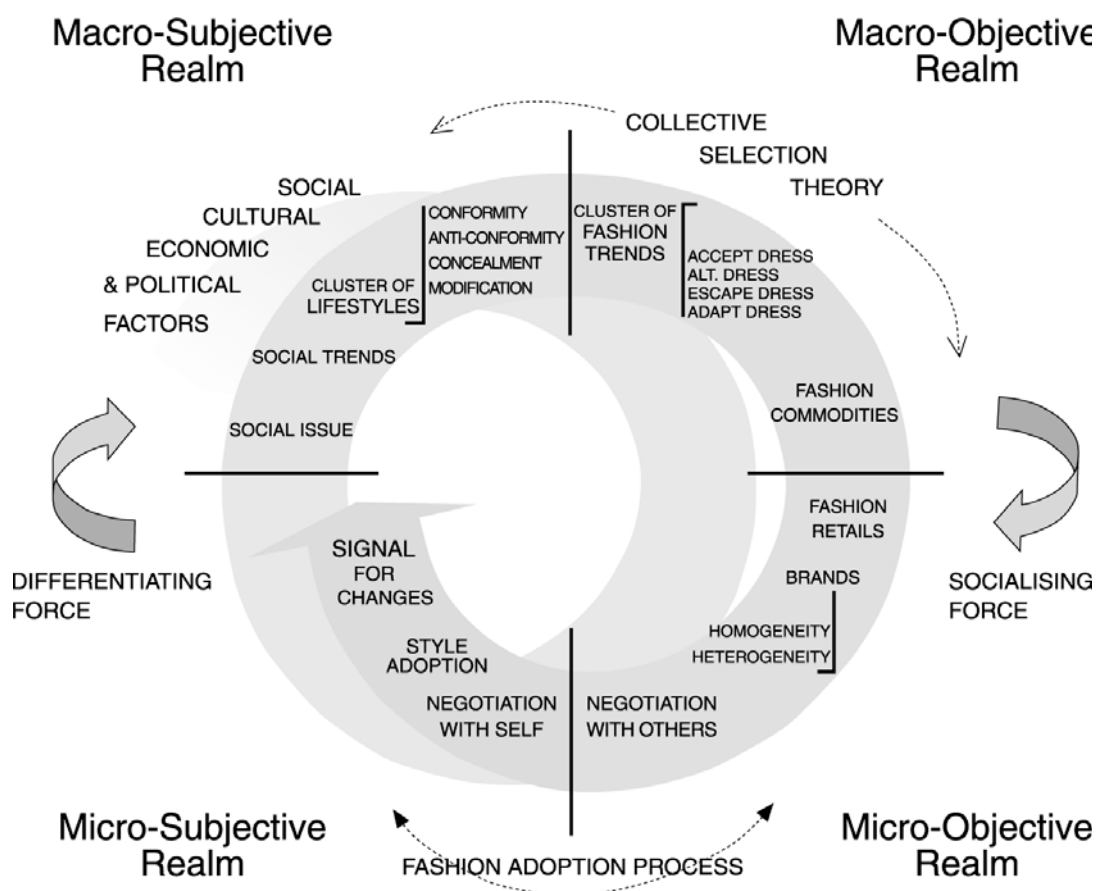 Macro-Subjective
Realm
Macro-Objective
Realm
COLLECTIVE
SELECTION
THEORY
SOCIAL
CULTURAL
ECONOMIC
& POLITICAL
FACTORS
CLUSTER OF
LIFESTYLES
CONFORMITY
ANTI-CONFORMITY
CONCEALMENT
MODIFICATION
SOCIAL TRENDS
SOCIAL ISSUE
CLUSTER OF
FASHION
TRENDS
ACCEPT DRESS
ALT. DRESS
ESCAPE DRESS
ADAPT DRESS
FASHION
COMMODITIES
DIFFERENTIATING
FORCE
SOCIALISING
FORCE
FASHION
RETAILS
BRANDS
HOMOGENEITY
HETEROGENEITY
NEGOTIATION
WITH OTHERS
SIGNAL
FOR
CHANGES
STYLE
ADOPTION
NEGOTIATION
WITH SELF
Micro-Subjective
Realm
FASHION ADOPTION PROCESS
Micro-Objective
Realm